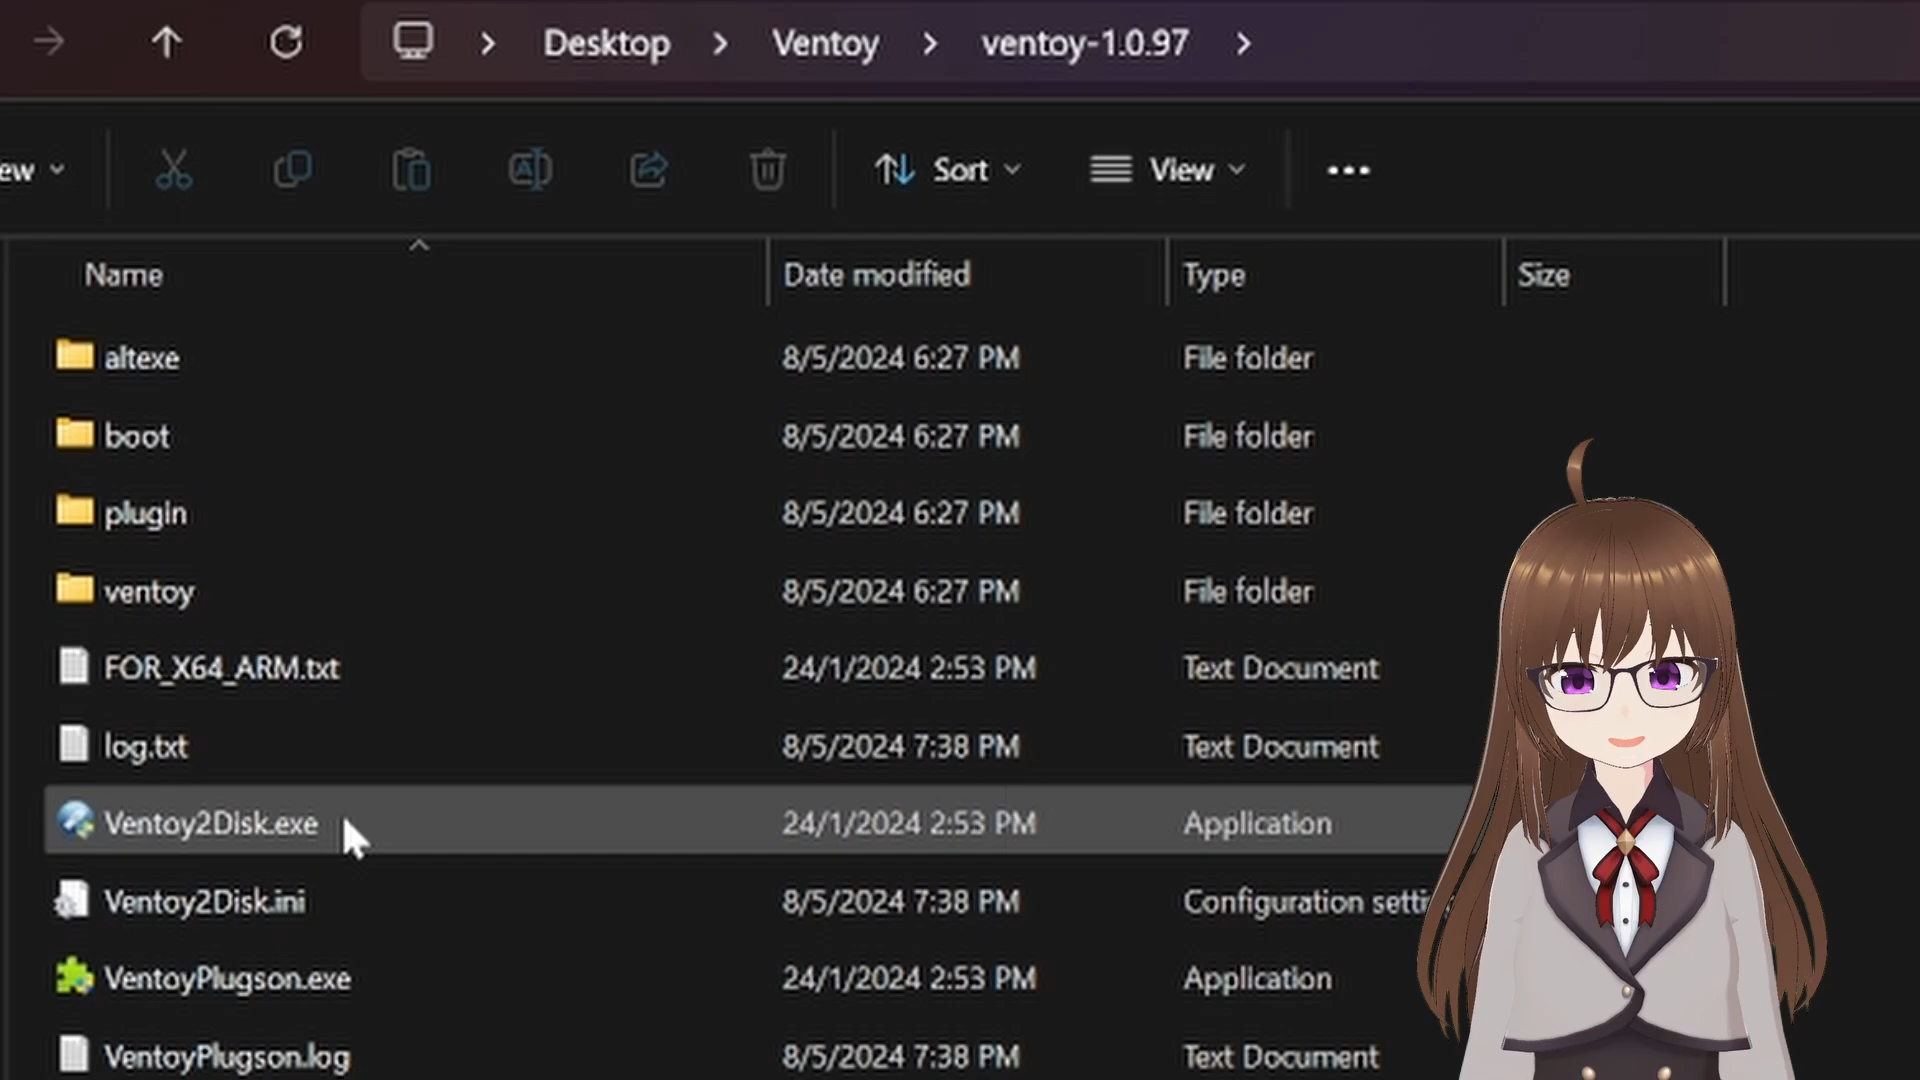 Desktop > Ventoy > ventoy-1.0.97 >
ew Sort View
Name Date modified Type Size
altexe 8/5/2024 6:27 PM File folder
boot 8/5/2024 6:27 PM File folder
plugin 8/5/2024 6:27 PM File folder
ventoy 8/5/2024 6:27 PM File folder
FOR_X64_ARM.txt 24/1/2024 2:53 PM Text Document
log.txt 8/5/2024 7:38 PM Text Document
Ventoy2Disk.exe 24/1/2024 2:53 PM Application
Ventoy2Disk.ini 8/5/2024 7:38 PM Configuration setti
VentoyPlugson.exe 24/1/2024 2:53 PM Application
VentoyPlugson.log 8/5/2024 7:38 PM Text Document